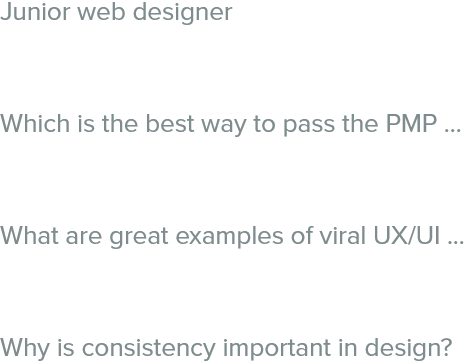 Junior web designer
Which is the best way to pass the PMP ...
What are great examples of viral UX/UI ...
Why is consistency important in design?